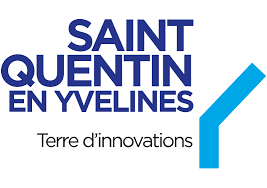 SAINT
QUENTIN
EN YVELINES
Terre d'innovations